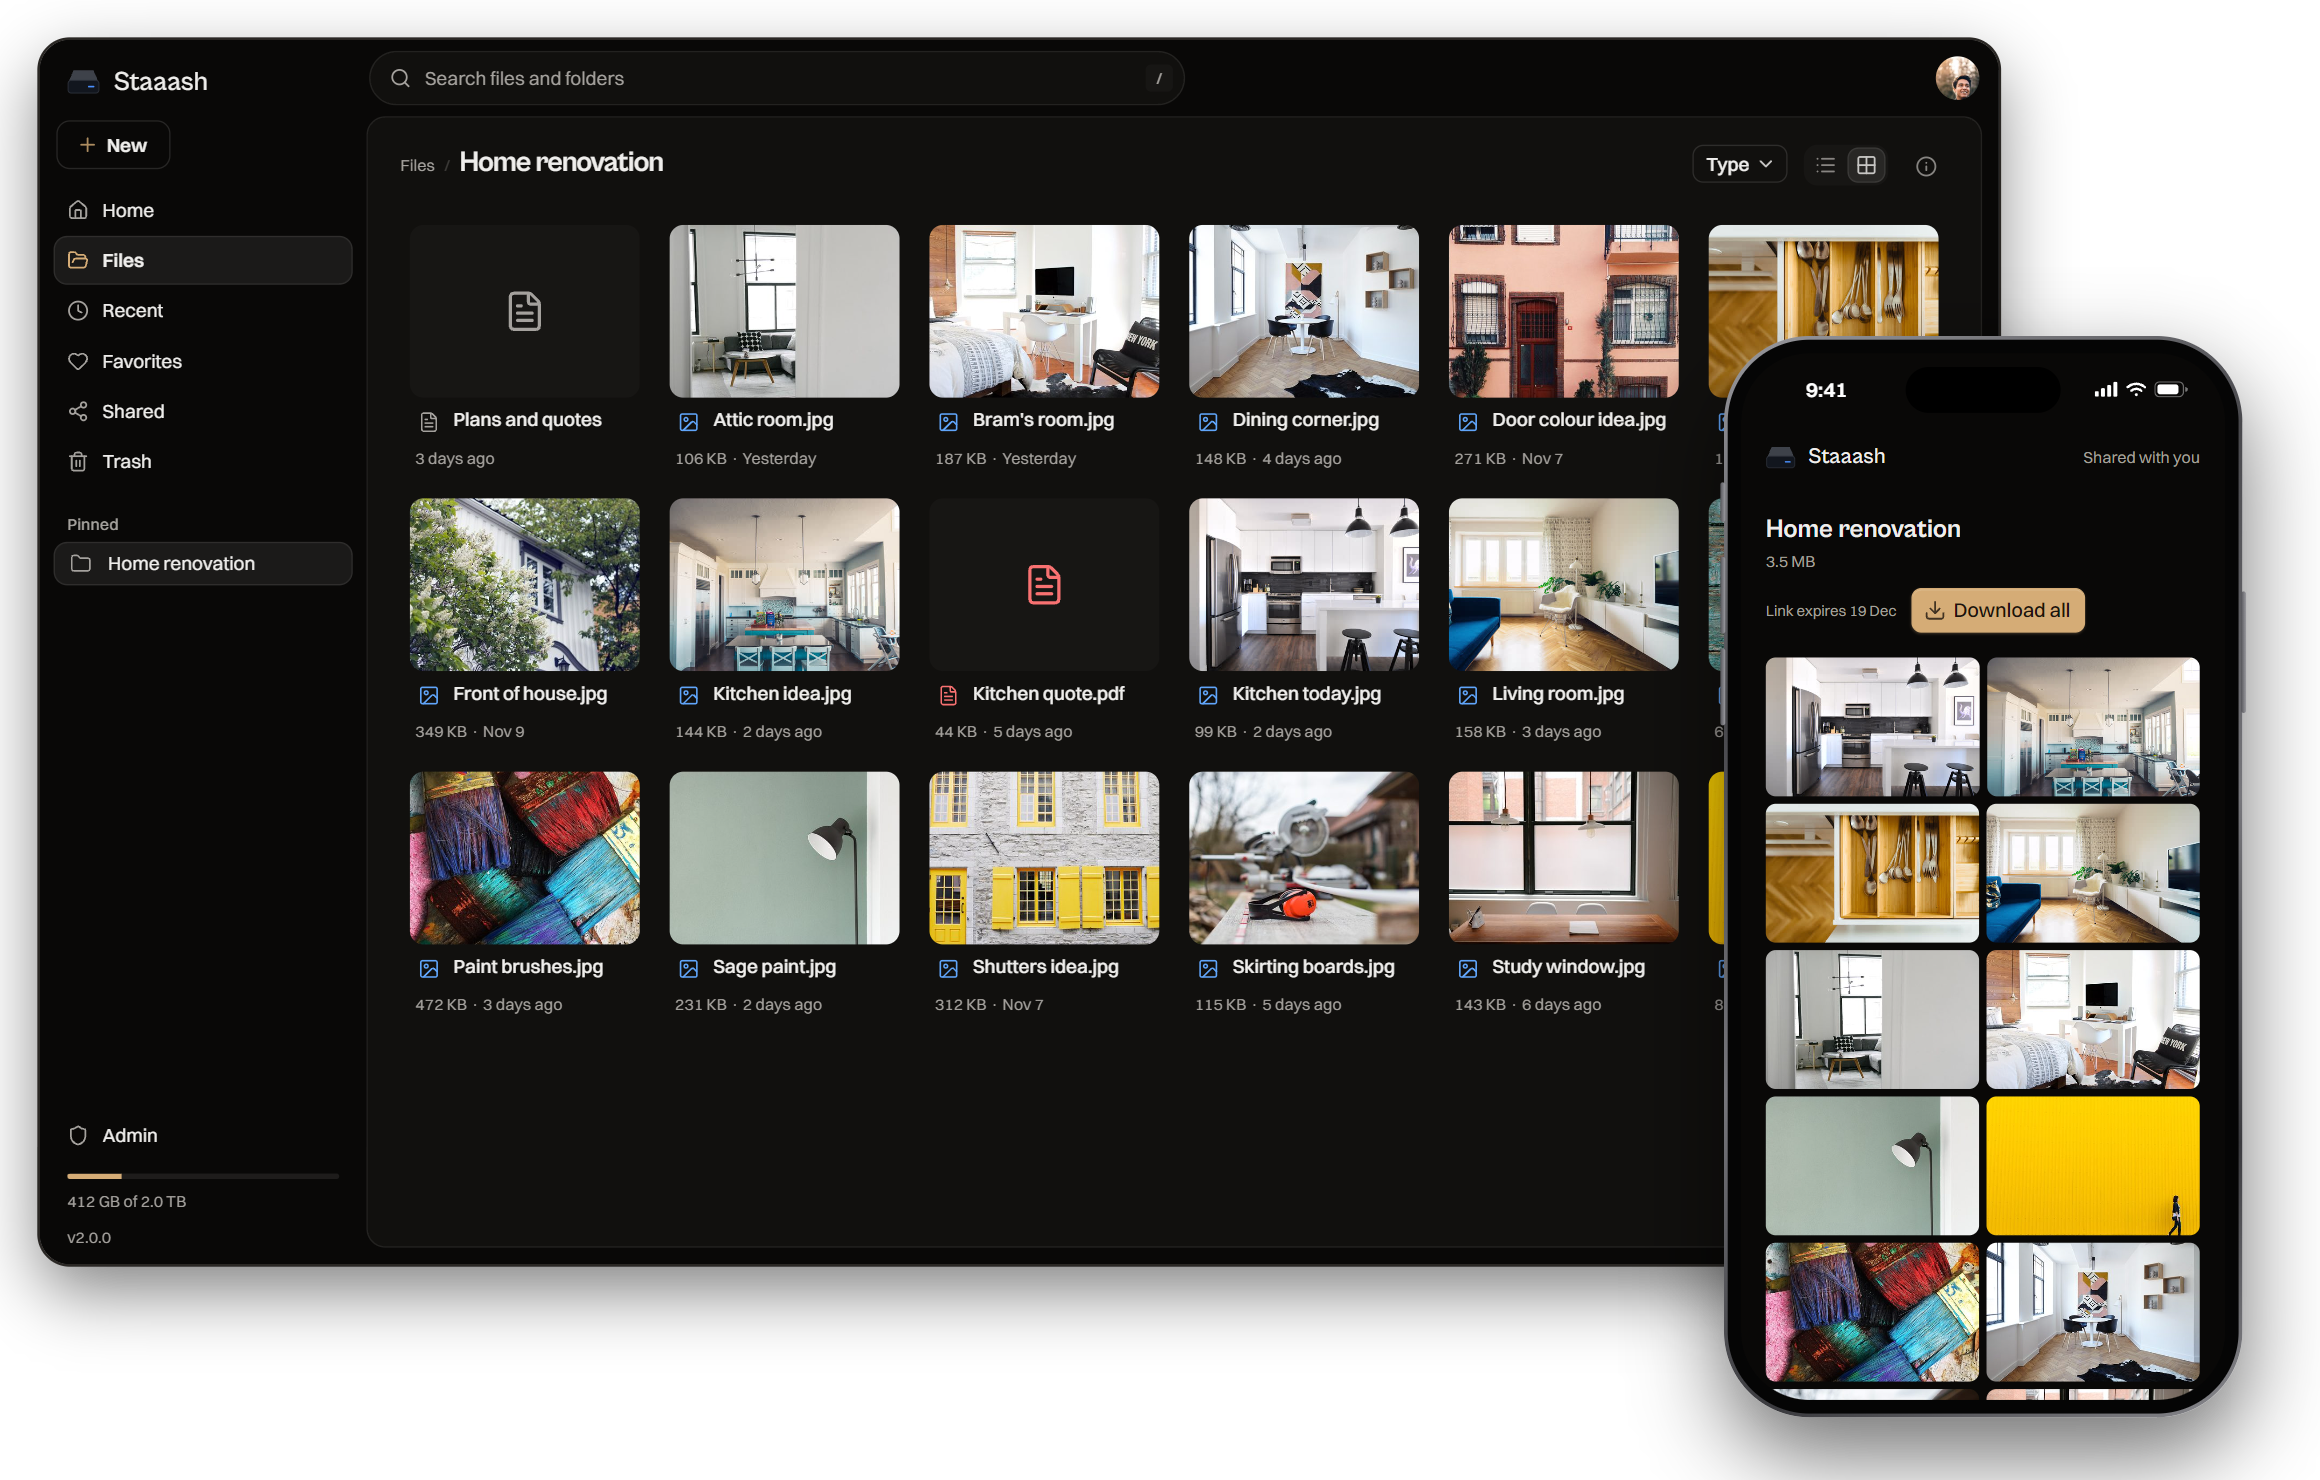 Staaash
Search files and folders
/
New
Home
Files
Recent
Favorites
Shared
Trash
Pinned
Home renovation
Admin
412 GB of 2.0 TB
v2.0.0
Files / Home renovation
Type
Plans and quotes
3 days ago
Attic room.jpg
106 KB · Yesterday
Bram's room.jpg
187 KB · Yesterday
Dining corner.jpg
148 KB · 4 days ago
Door colour idea.jpg
271 KB · Nov 7
1
NEW YORK
Front of house.jpg
349 KB · Nov 9
Kitchen idea.jpg
144 KB · 2 days ago
Kitchen quote.pdf
44 KB · 5 days ago
Kitchen today.jpg
99 KB · 2 days ago
Living room.jpg
158 KB · 3 days ago
6
Paint brushes.jpg
472 KB · 3 days ago
Sage paint.jpg
231 KB · 2 days ago
Shutters idea.jpg
312 KB · Nov 7
Skirting boards.jpg
115 KB · 5 days ago
Study window.jpg
143 KB · 6 days ago
8
9:41
Staaash
Shared with you
Home renovation
3.5 MB
Link expires 19 Dec
Download all
NEW YORK